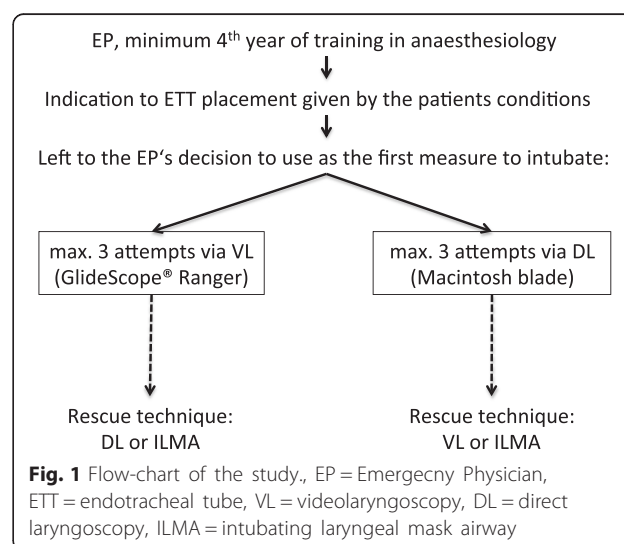 EP, minimum 4th year of training in anaesthesiology
Indication to ETT placement given by the patients conditions
Left to the EP‘s decision to use as the first measure to intubate:
max. 3 attempts via VL
(GlideScope® Ranger)
max. 3 attempts via DL
(Macintosh blade)
Rescue technique:
DL or ILMA
Rescue technique:
VL or ILMA
Fig. 1 Flow-chart of the study., EP = Emergecny Physician,
ETT = endotracheal tube, VL = videolaryngoscopy, DL = direct
laryngoscopy, ILMA = intubating laryngeal mask airway